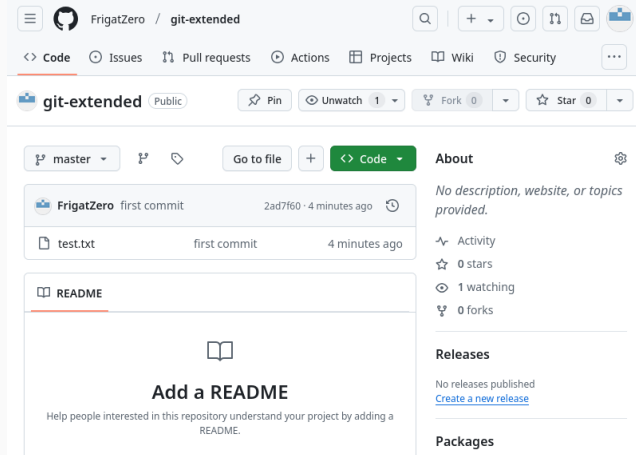 FrigatZero / git-extended
Code Issues Pull requests Actions Projects Wiki Security
git-extended Public Pin Unwatch 1 Fork 0 Star 0
master Go to file Code
FrigatZero first commit 2ad7f60 · 4 minutes ago
test.txt first commit 4 minutes ago
README
Add a README
Help people interested in this repository understand your project by adding a
README.
About
No description, website, or topics
provided.
Activity
0 stars
1 watching
0 forks
Releases
No releases published
Create a new release
Packages